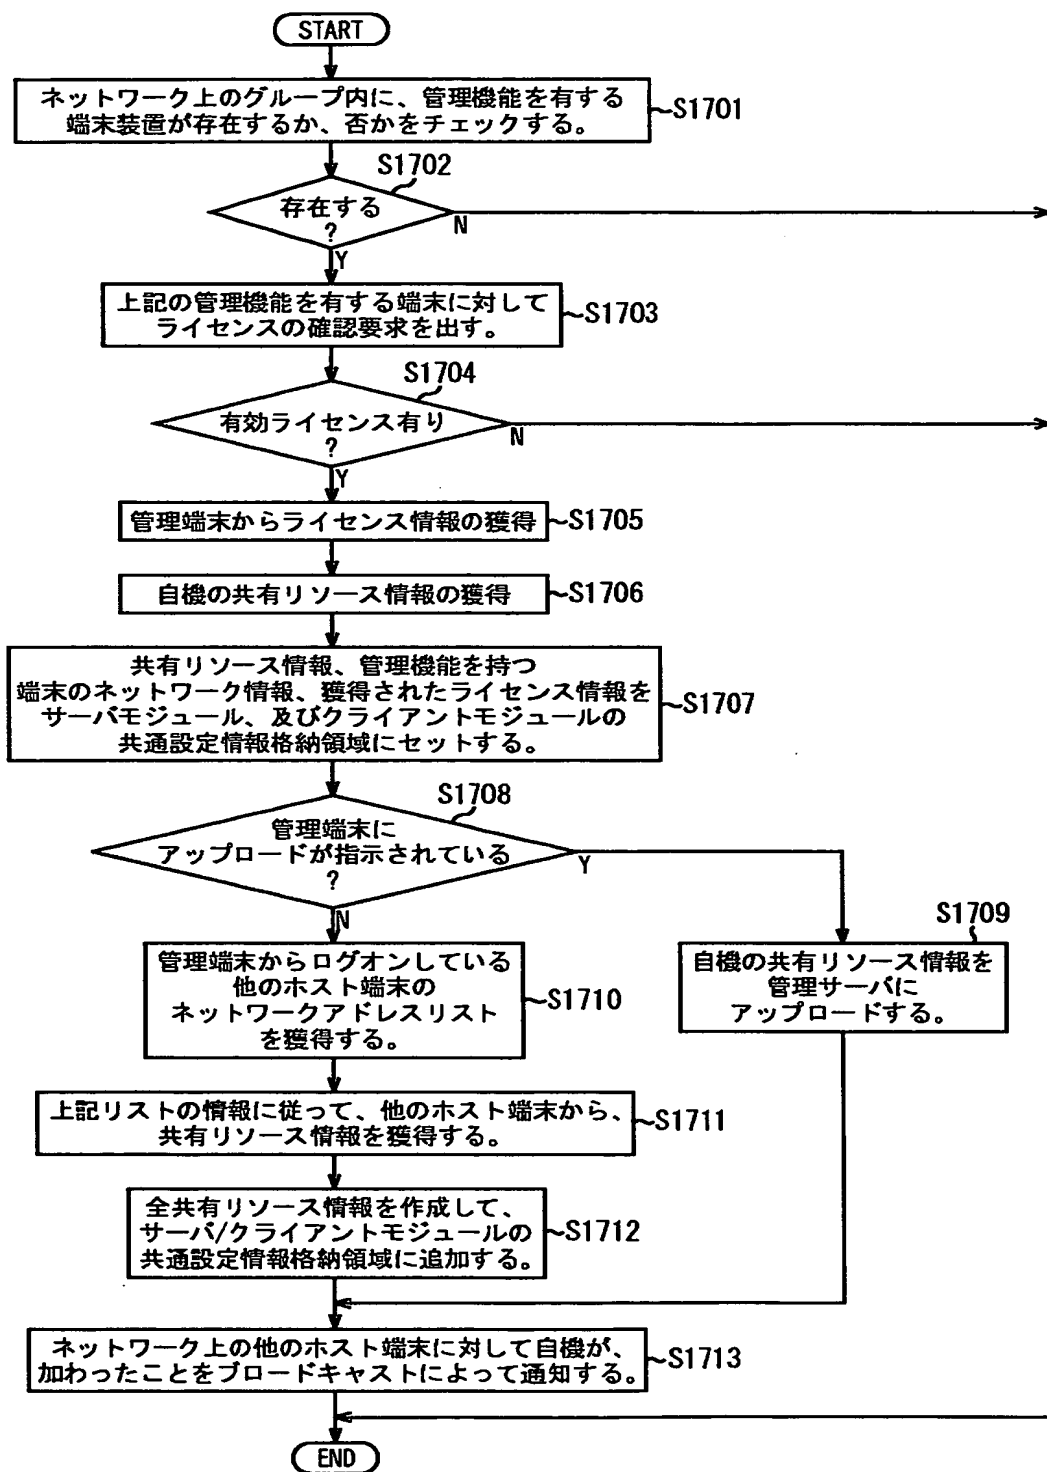 START
ネットワーク上のグループ内に、管理機能を有する
端末装置が存在するか、否かをチェックする。
S1701
S1702
存在する
?
N
Y
上記の管理機能を有する端末に対して
ライセンスの確認要求を出す。
S1703
S1704
有効ライセンス有り
?
N
Y
管理端末からライセンス情報の獲得
S1705
自機の共有リソース情報の獲得
S1706
共有リソース情報、管理機能を持つ
端末のネットワーク情報、獲得されたライセンス情報を
サーバモジュール、及びクライアントモジュールの
共通設定情報格納領域にセットする。
S1707
S1708
管理端末に
アップロードが指示されている
?
Y
N
S1709
自機の共有リソース情報を
管理サーバに
アップロードする。
管理端末からログオンしている
他のホスト端末の
ネットワークアドレスリスト
を獲得する。
S1710
上記リストの情報に従って、他のホスト端末から、
共有リソース情報を獲得する。
S1711
全共有リソース情報を作成して、
サーバ/クライアントモジュールの
共通設定情報格納領域に追加する。
S1712
ネットワーク上の他のホスト端末に対して自機が、
加わったことをブロードキャストによって通知する。
S1713
END